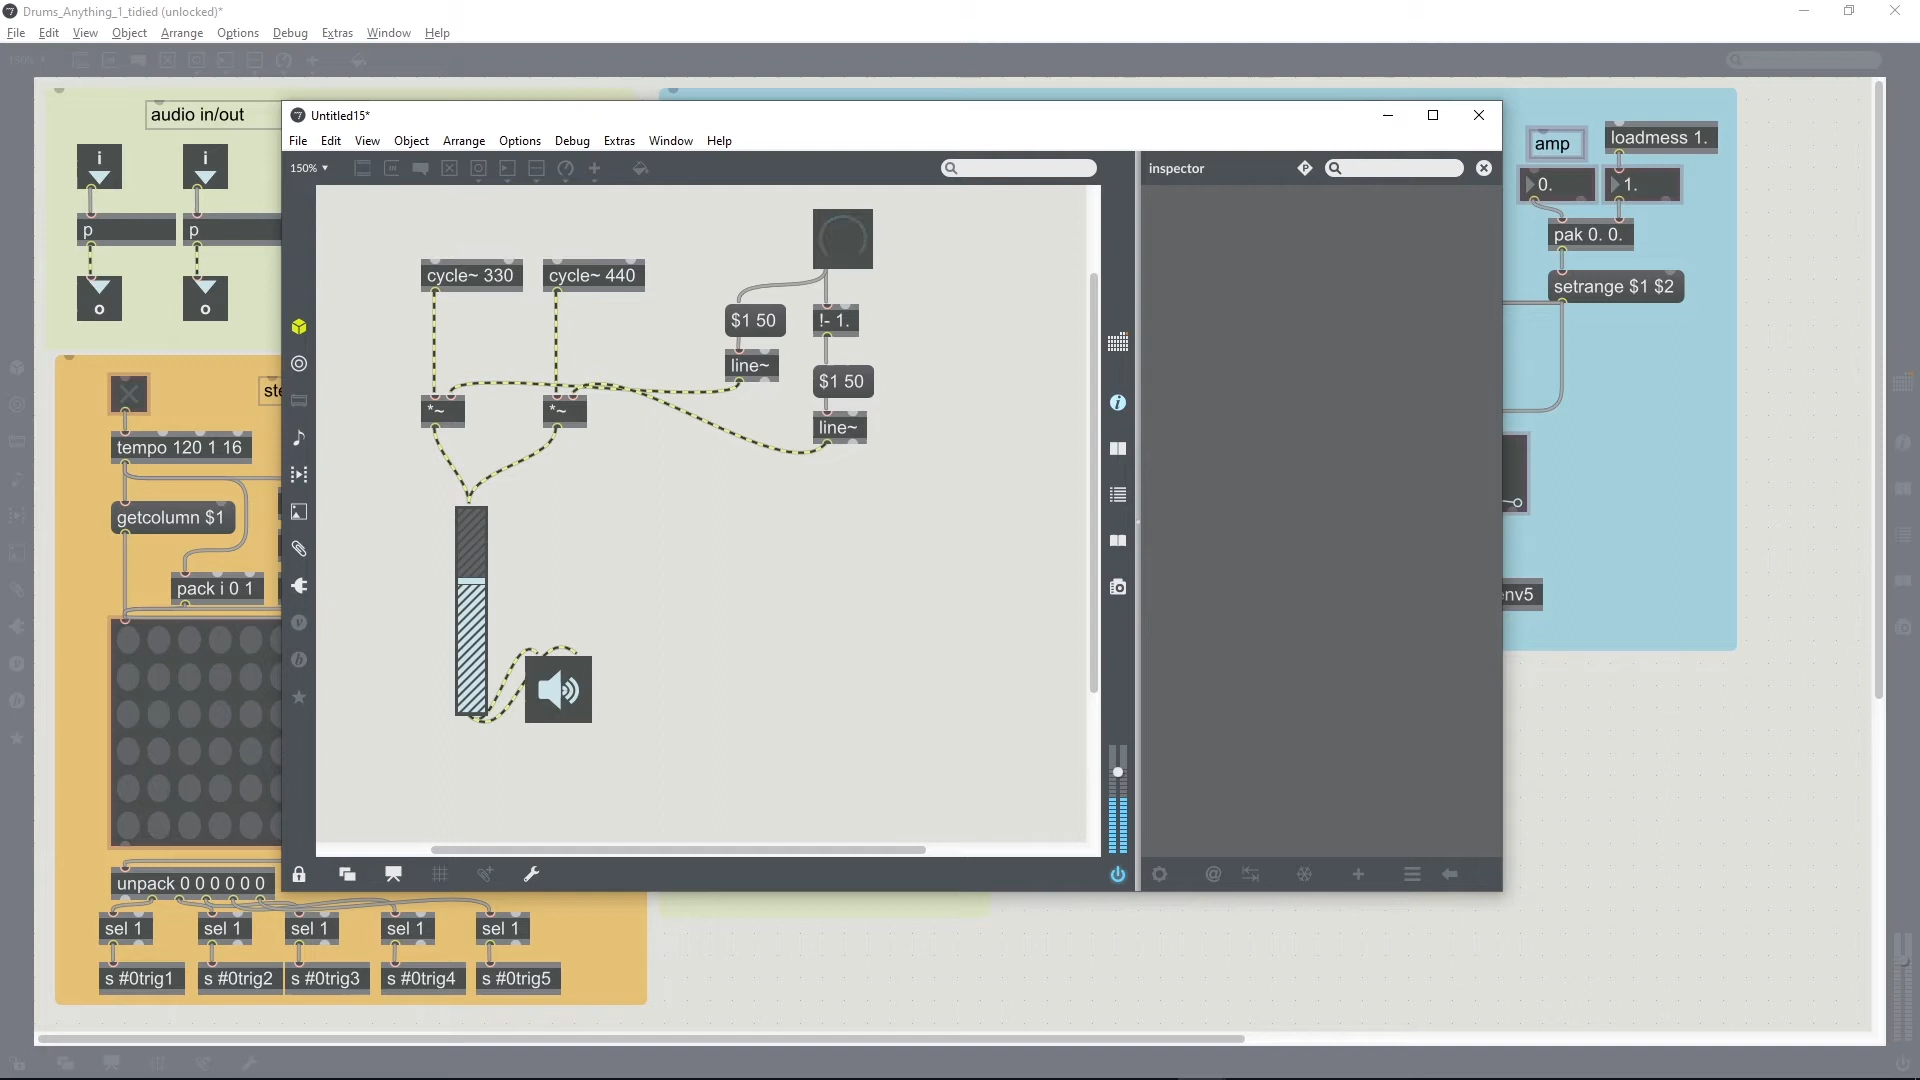 Drums_Anything_1_tidied (unlocked)*
File Edit View Object Arrange Options Debug Extras Window Help
150%
audio in/out
i
i
p
p
o
o
amp
loadmess 1.
0.
1.
pak 0. 0.
setrange $1 $2
env5
tempo 120 1 16
getcolumn $1
pack i 0 1
unpack 0 0 0 0 0 0
sel 1 sel 1 sel 1 sel 1 sel 1
s #0trig1 s #0trig2 s #0trig3 s #0trig4 s #0trig5
Untitled15*
File Edit View Object Arrange Options Debug Extras Window Help
150%
inspector
cycle~ 330
cycle~ 440
$1 50
!- 1.
line~
$1 50
*~
*~
line~